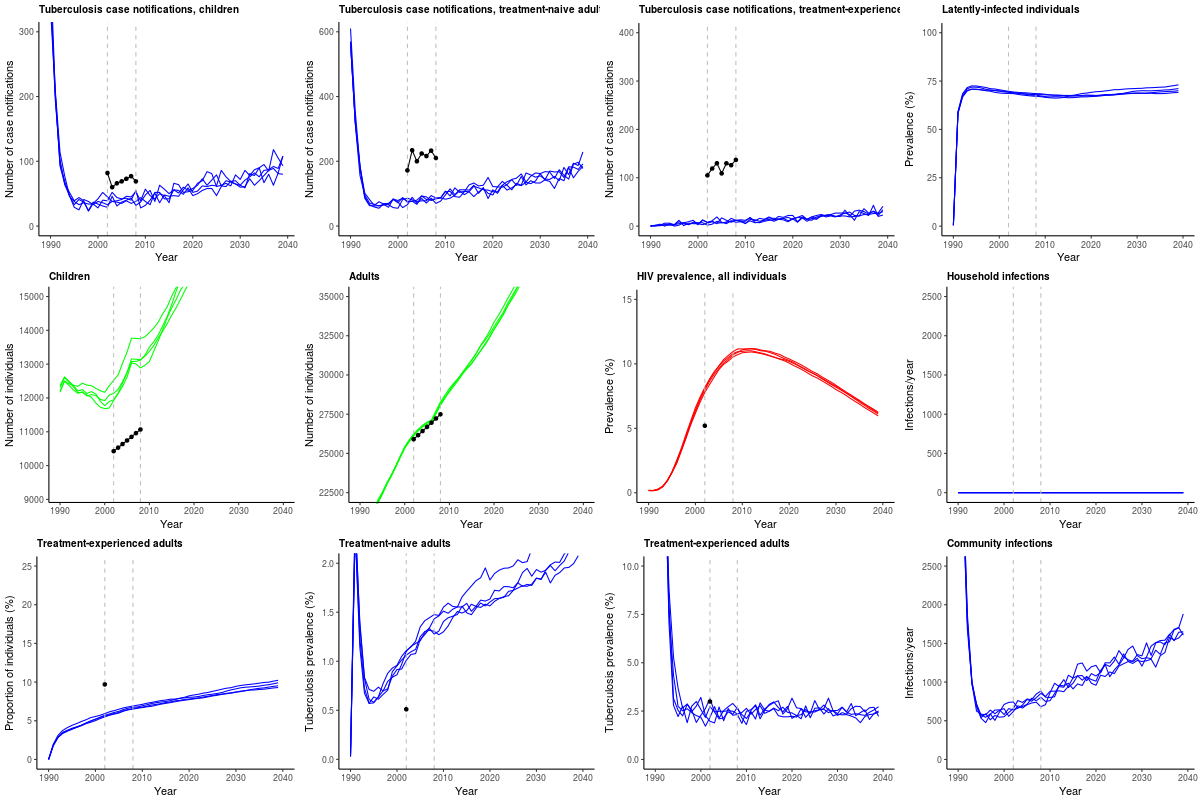 Tuberculosis case notifications, children
Number of case notifications
300
200
100
0
1990 2000 2010 2020 2030 2040
Year
Tuberculosis case notifications, treatment-naive adult
Number of case notifications
600
400
200
0
1990 2000 2010 2020 2030 2040
Year
Tuberculosis case notifications, treatment-experience
Number of case notifications
400
300
200
100
0
1990 2000 2010 2020 2030 2040
Year
Latently-infected individuals
Prevalence (%)
100
75
50
25
0
1990 2000 2010 2020 2030 2040
Year
Children
Number of individuals
15000
14000
13000
12000
11000
10000
9000
1990 2000 2010 2020 2030 2040
Year
Adults
Number of individuals
35000
32500
30000
27500
25000
22500
1990 2000 2010 2020 2030 2040
Year
HIV prevalence, all individuals
Prevalence (%)
15
10
5
0
1990 2000 2010 2020 2030 2040
Year
Household infections
Infections/year
2500
2000
1500
1000
500
0
1990 2000 2010 2020 2030 2040
Year
Treatment-experienced adults
Proportion of individuals (%)
25
20
15
10
5
0
1990 2000 2010 2020 2030 2040
Year
Treatment-naive adults
Tuberculosis prevalence (%)
2.0
1.5
1.0
0.5
0.0
1990 2000 2010 2020 2030 2040
Year
Treatment-experienced adults
Tuberculosis prevalence (%)
10.0
7.5
5.0
2.5
0.0
1990 2000 2010 2020 2030 2040
Year
Community infections
Infections/year
2500
2000
1500
1000
500
0
1990 2000 2010 2020 2030 2040
Year